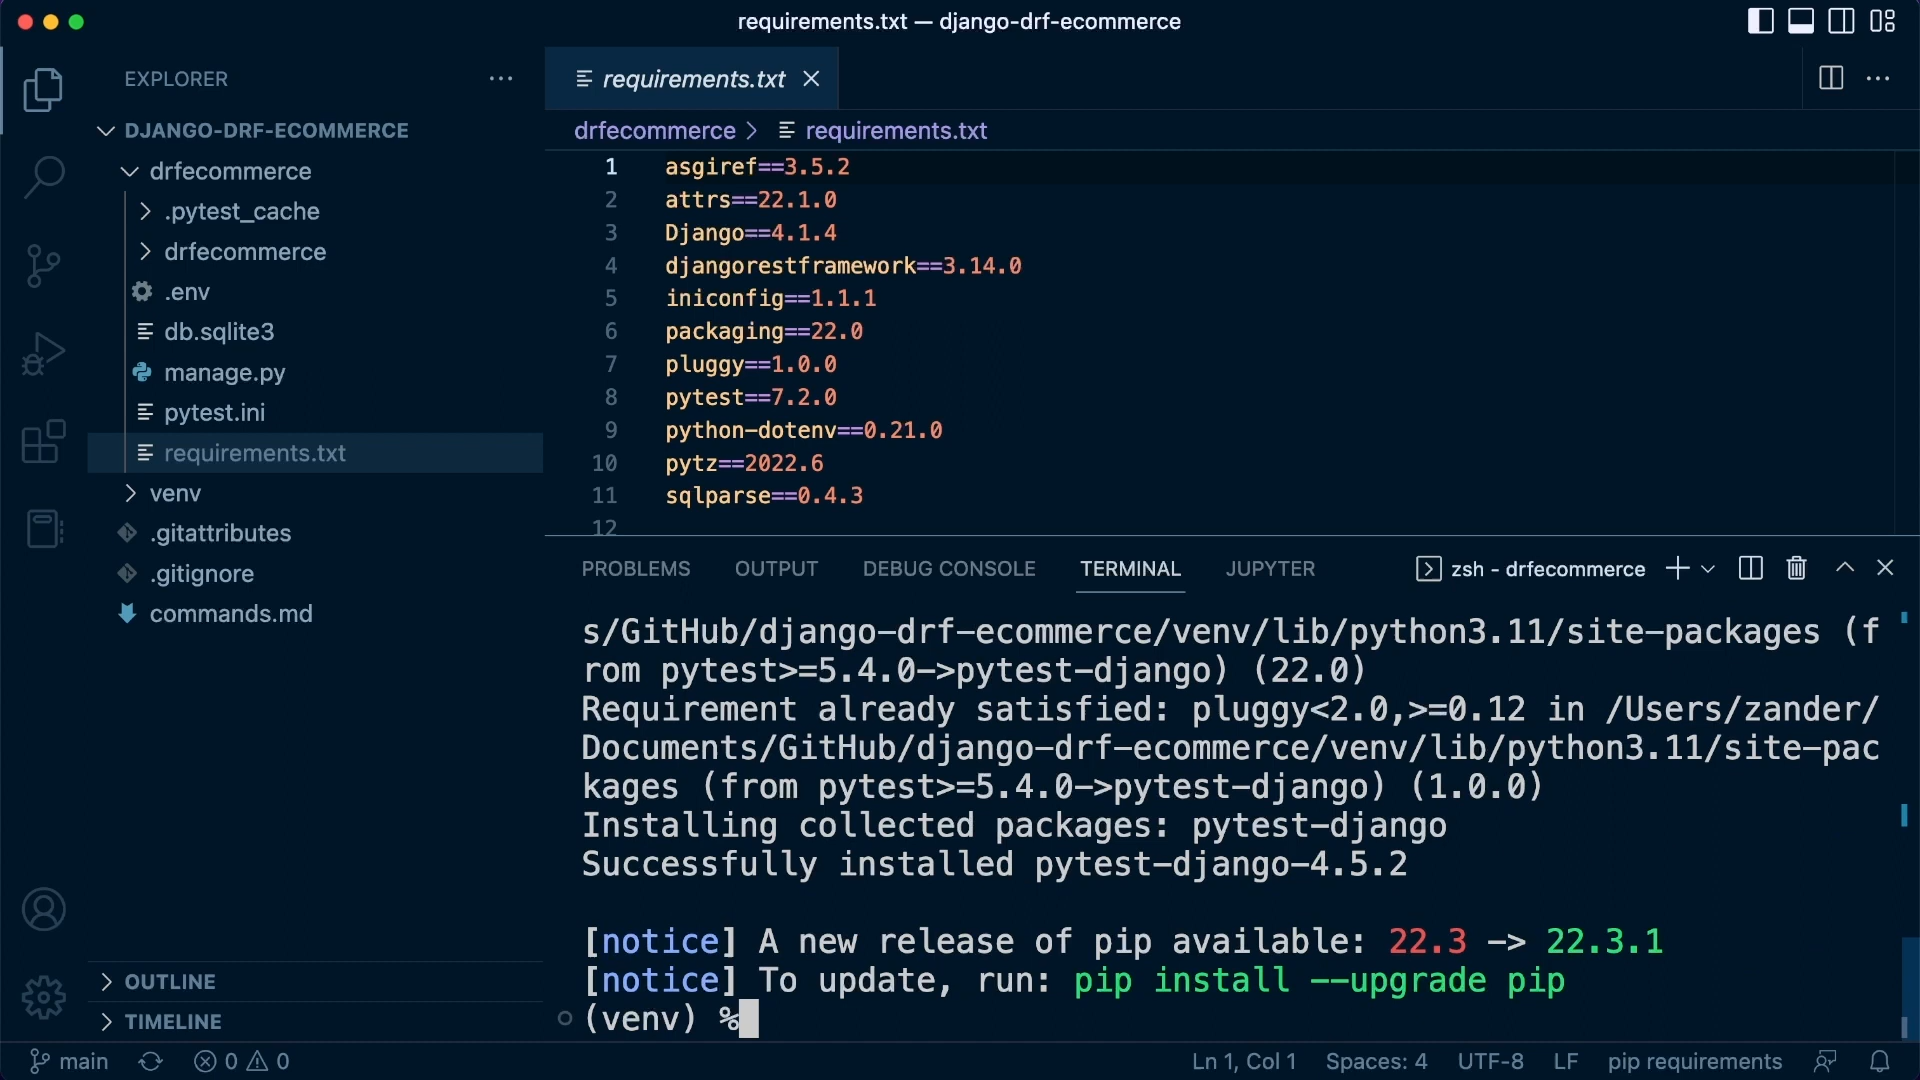 requirements.txt — django-drf-ecommerce
EXPLORER
DJANGO-DRF-ECOMMERCE
drfecommerce
.pytest_cache
drfecommerce
.env
db.sqlite3
manage.py
pytest.ini
requirements.txt
venv
.gitattributes
.gitignore
commands.md
OUTLINE
TIMELINE
requirements.txt
drfecommerce > requirements.txt
1 asgiref==3.5.2
2 attrs==22.1.0
3 Django==4.1.4
4 djangorestframework==3.14.0
5 iniconfig==1.1.1
6 packaging==22.0
7 pluggy==1.0.0
8 pytest==7.2.0
9 python-dotenv==0.21.0
10 pytz==2022.6
11 sqlparse==0.4.3
12
PROBLEMS OUTPUT DEBUG CONSOLE TERMINAL JUPYTER zsh - drfecommerce
s/GitHub/django-drf-ecommerce/venv/lib/python3.11/site-packages (f
rom pytest>=5.4.0->pytest-django) (22.0)
Requirement already satisfied: pluggy<2.0,>=0.12 in /Users/zander/
Documents/GitHub/django-drf-ecommerce/venv/lib/python3.11/site-pac
kages (from pytest>=5.4.0->pytest-django) (1.0.0)
Installing collected packages: pytest-django
Successfully installed pytest-django-4.5.2
[notice] A new release of pip available: 22.3 -> 22.3.1
[notice] To update, run: pip install --upgrade pip
(venv) %
main 0 0 Ln 1, Col 1 Spaces: 4 UTF-8 LF pip requirements